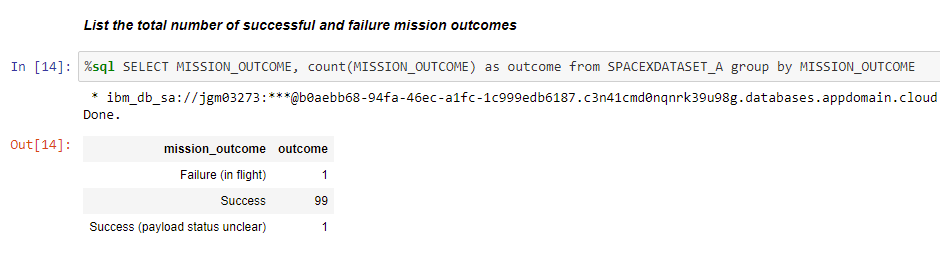 List the total number of successful and failure mission outcomes
In [14]: %sql SELECT MISSION_OUTCOME, count(MISSION_OUTCOME) as outcome from SPACEXDATASET_A group by MISSION_OUTCOME
* ibm_db_sa://jgm03273:***@b0aebb68-94fa-46ec-a1fc-1c999edb6187.c3n41cmd0nqnrk39u98g.databases.appdomain.cloud
Done.
Out[14]:
mission_outcome outcome
Failure (in flight) 1
Success 99
Success (payload status unclear) 1